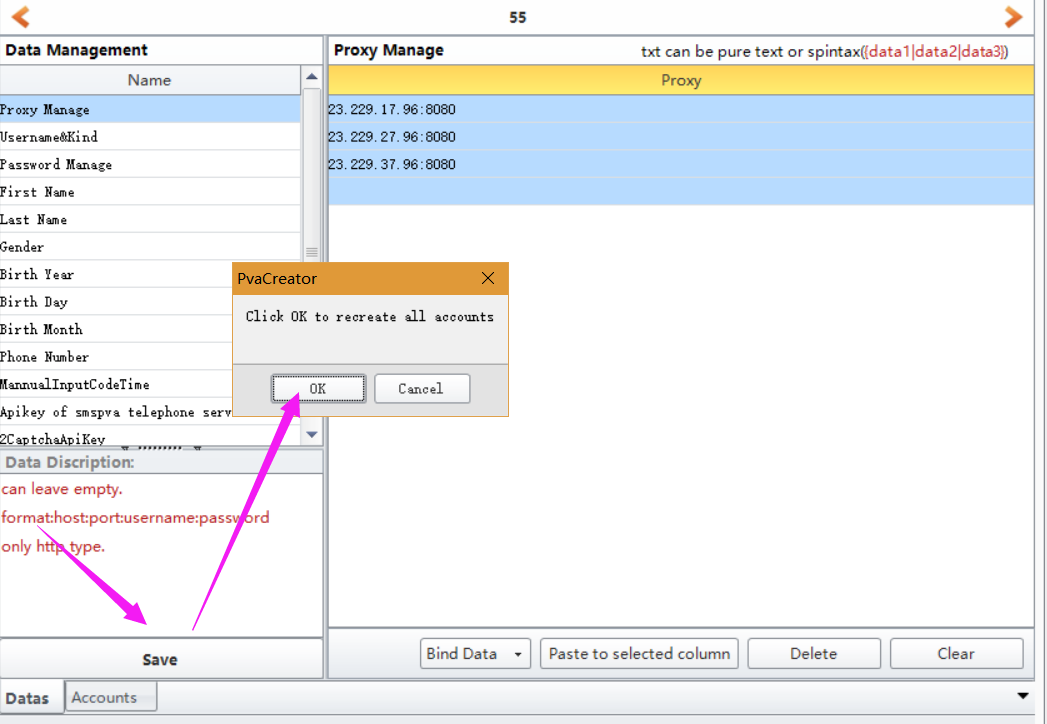 55
Data Management
Name
Proxy Manage
Username&Kind
Password Manage
First Name
Last Name
Gender
Birth Year
Birth Day
Birth Month
Phone Number
MannualInputCodeTime
Apikey of smspva telephone serv
2CaptchaApiKey
Data Discription:
can leave empty.
format:host:port:username:password
only http type.
Save
Proxy Manage txt can be pure text or spintax({data1|data2|data3})
Proxy
23.229.17.96:8080
23.229.27.96:8080
23.229.37.96:8080
PvaCreator
Click OK to recreate all accounts
OK Cancel
Bind Data Paste to selected column Delete Clear
Datas Accounts